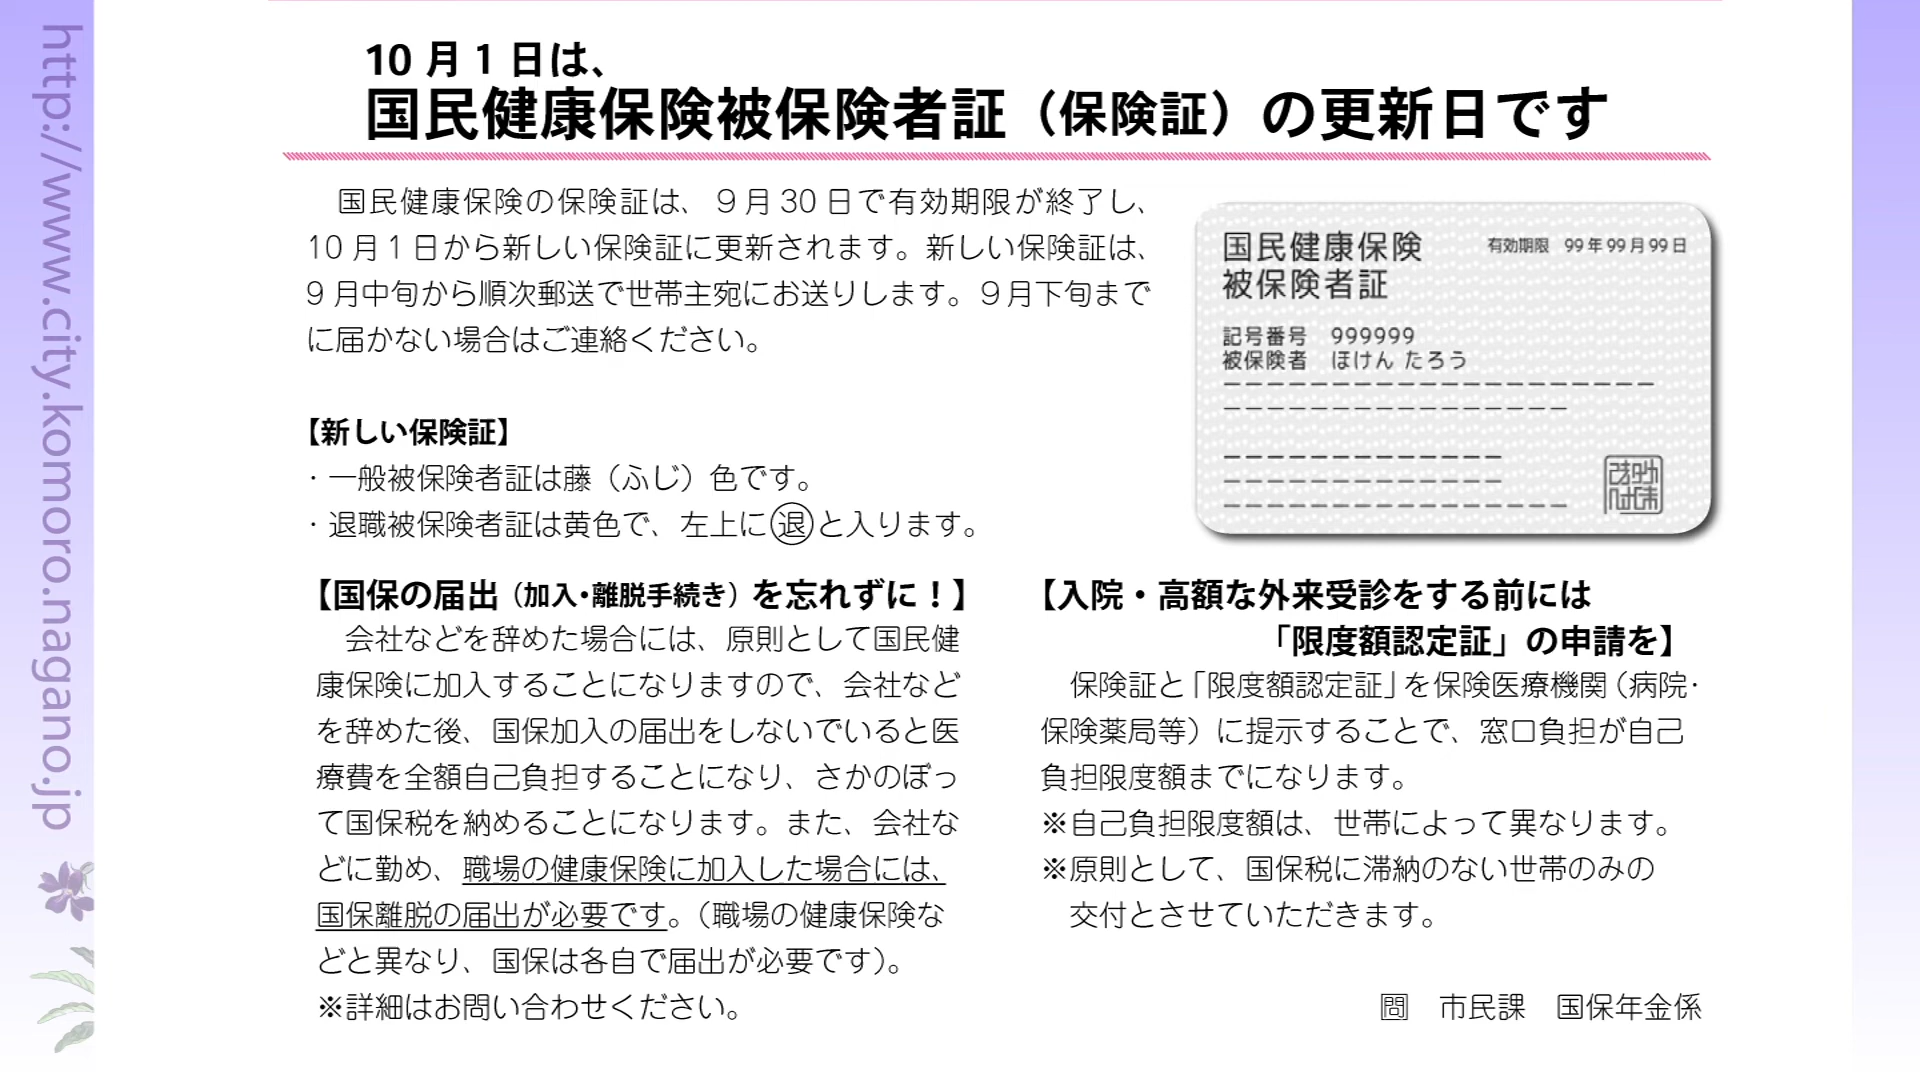 http://www.city.komoro.nagano.jp
10月1日は、
国民健康保険被保険者証（保険証）の更新日です
国民健康保険の保険証は、9月30日で有効期限が終了し、
10月1日から新しい保険証に更新されます。新しい保険証は、
9月中旬から順次郵送で世帯主宛にお送りします。9月下旬まで
に届かない場合はご連絡ください。
国民健康保険
被保険者証
有効期限 99年99月99日
記号番号 999999
被保険者 ほけん たろう
【新しい保険証】
・一般被保険者証は藤（ふじ）色です。
・退職被保険者証は黄色で、左上に㊡と入ります。
【国保の届出（加入・離脱手続き）を忘れずに！】
会社などを辞めた場合には、原則として国民健
康保険に加入することになりますので、会社など
を辞めた後、国保加入の届出をしないでいると医
療費を全額自己負担することになり、さかのぼっ
て国保税を納めることになります。また、会社な
どに勤め、職場の健康保険に加入した場合には、
国保離脱の届出が必要です。（職場の健康保険な
どと異なり、国保は各自で届出が必要です）。
※詳細はお問い合わせください。
【入院・高額な外来受診をする前には
「限度額認定証」の申請を】
保険証と「限度額認定証」を保険医療機関（病院・
保険薬局等）に提示することで、窓口負担が自己
負担限度額までになります。
※自己負担限度額は、世帯によって異なります。
※原則として、国保税に滞納のない世帯のみの
交付とさせていただきます。
問 市民課 国保年金係